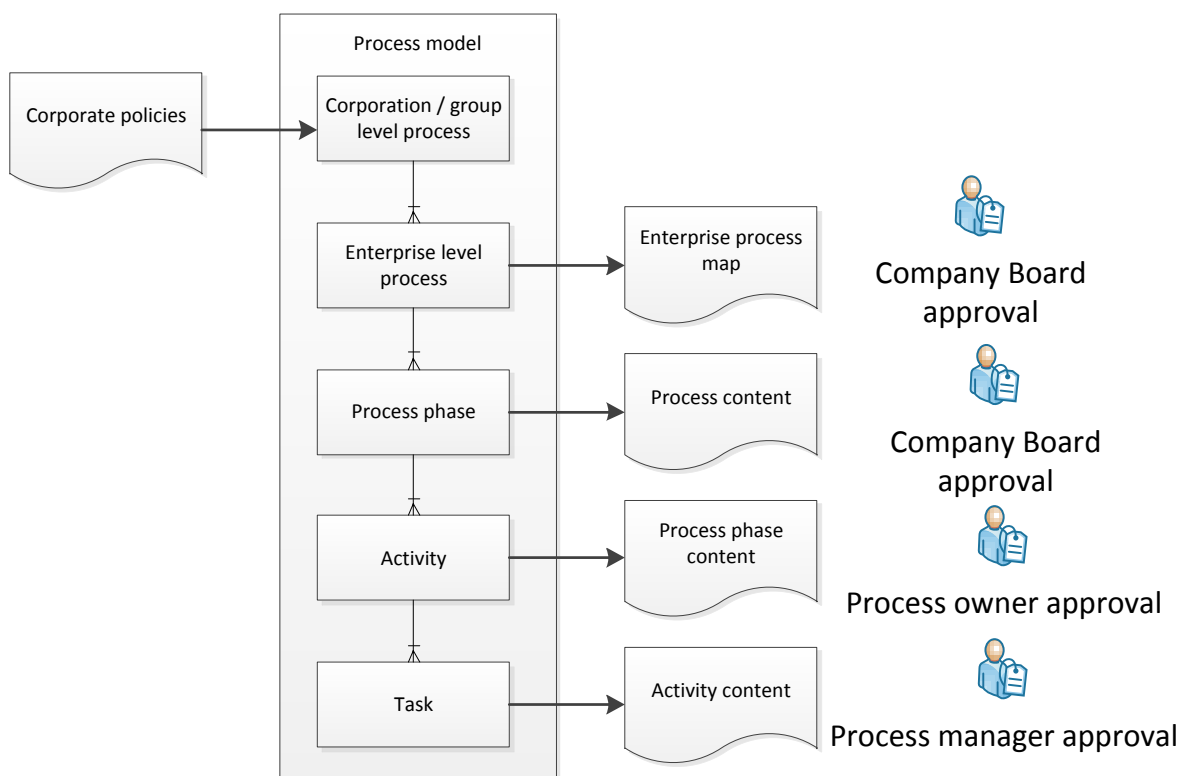 Process model
Corporate policies
Corporation / group
level process
Enterprise level
process
Enterprise process
map
Company Board
approval
Process phase
Process content
Company Board
approval
Activity
Process phase
content
Process owner approval
Task
Activity content
Process manager approval